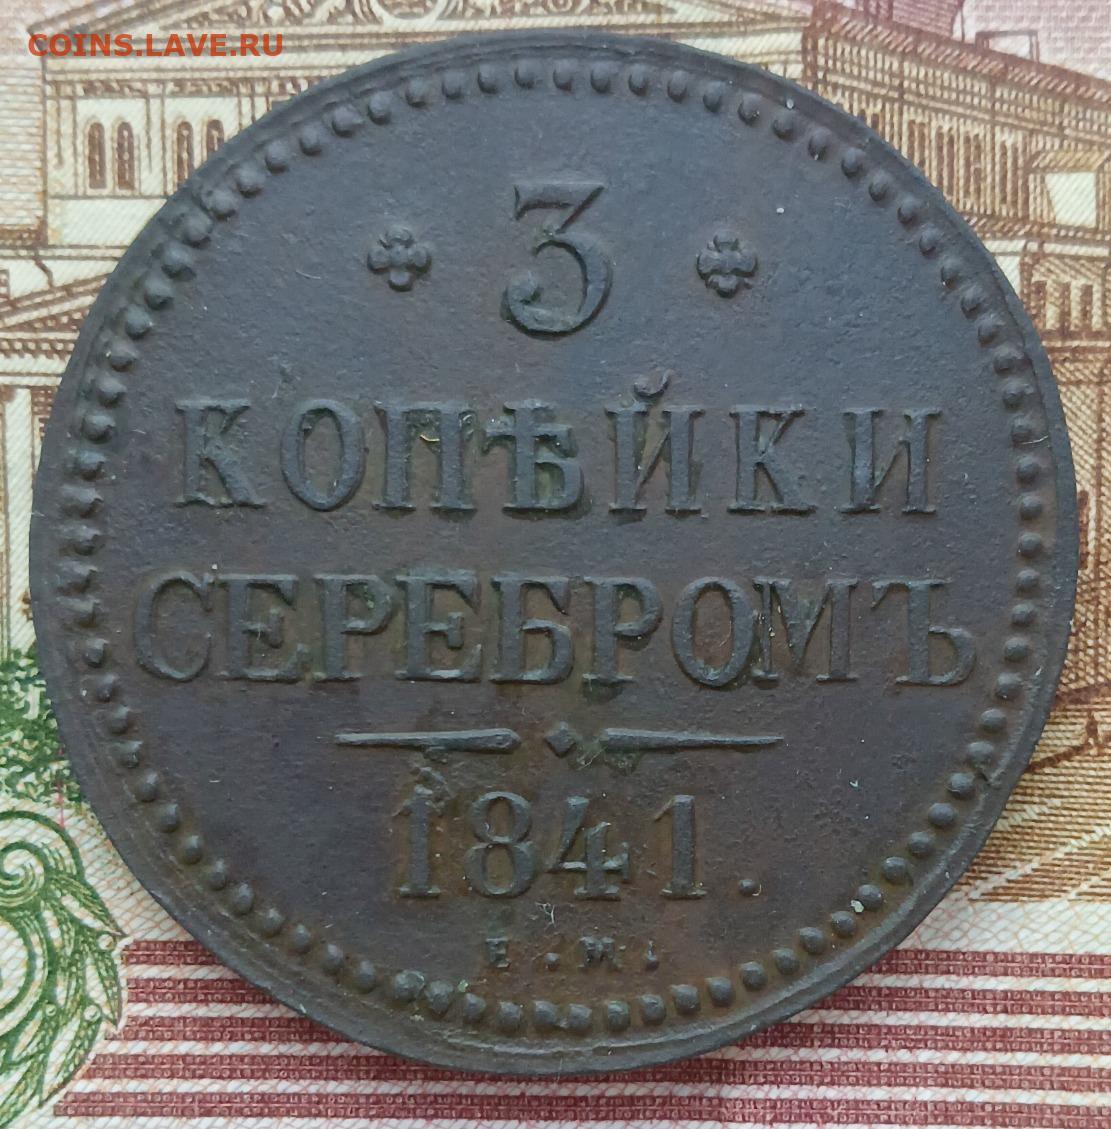 COINS.LAVE.RU
3
КОПѢЙКИ
СЕРЕБРОМЪ
1841.
Е.М.